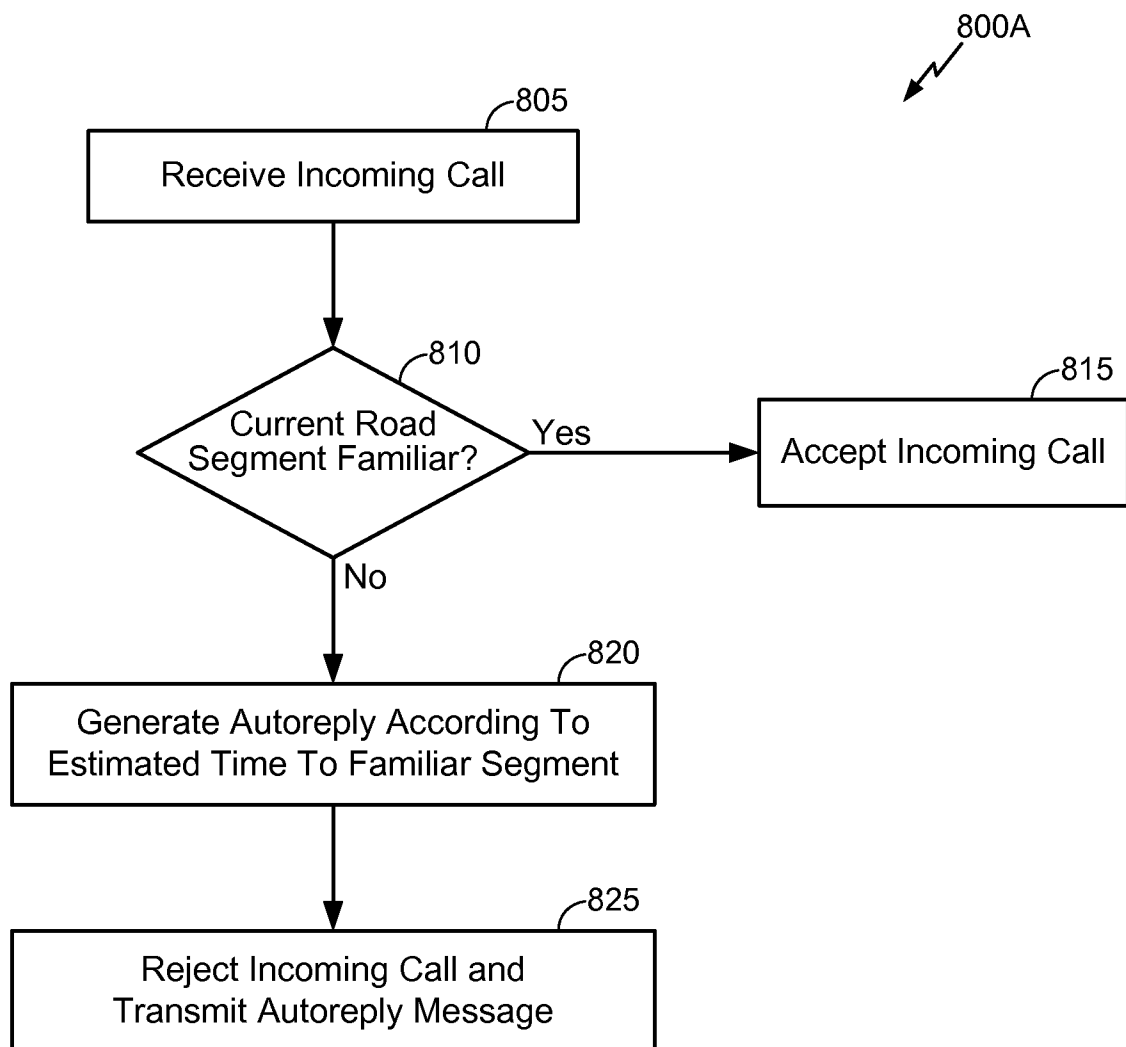 800A
805
Receive Incoming Call
810
Current Road
Segment Familiar?
Yes
815
Accept Incoming Call
No
820
Generate Autoreply According To
Estimated Time To Familiar Segment
825
Reject Incoming Call and
Transmit Autoreply Message